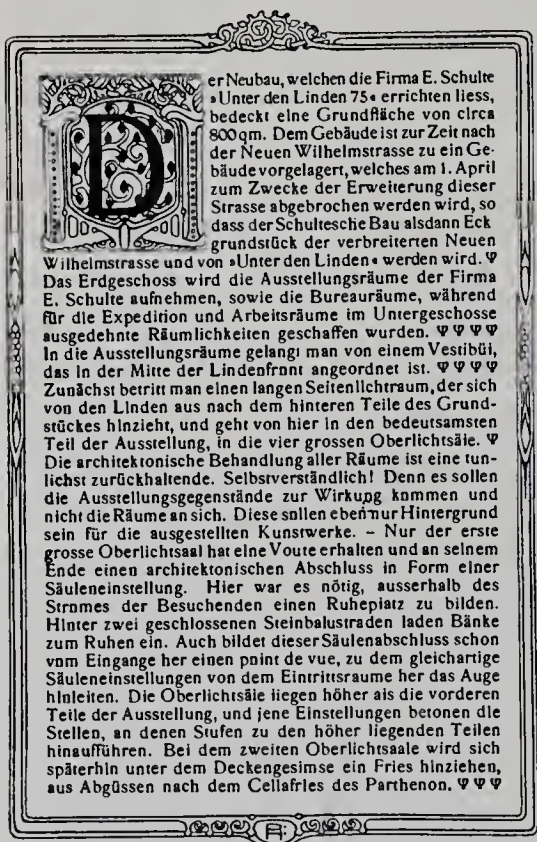 Der Neubau, welchen die Firma E. Schulte
»Unter den Linden 75« errichten liess,
bedeckt eine Grundfläche von circa
800 qm. Dem Gebäude ist zur Zeit nach
der Neuen Wilhelmstrasse zu ein Ge-
bäude vorgelagert, welches am 1. April
zum Zwecke der Erweiterung dieser
Strasse abgebrochen werden wird, so
dass der Schultesche Bau alsdann Eck
grundstück der verbreiterten Neuen
Wilhelmstrasse und von »Unter den Linden« werden wird.
Das Erdgeschoss wird die Ausstellungsräume der Firma
E. Schulte aufnehmen, sowie die Bureauräume, während
für die Expedition und Arbeitsräume im Untergeschosse
ausgedehnte Räumlichkeiten geschaffen wurden.
In die Ausstellungsräume gelangt man von einem Vestibül,
das in der Mitte der Lindenfront angeordnet ist.
Zunächst betritt man einen langen Seitenlichtraum, der sich
von den Linden aus nach dem hinteren Teile des Grund-
stückes hinzieht, und geht von hier in den bedeutsamsten
Teil der Ausstellung, in die vier grossen Oberlichtsäle.
Die architektonische Behandlung aller Räume ist eine tun-
lichst zurückhaltende. Selbstverständlich! Denn es sollen
die Ausstellungsgegenstände zur Wirkung kommen und
nicht die Räume an sich. Diese sollen eben nur Hintergrund
sein für die ausgestellten Kunstwerke. – Nur der erste
grosse Oberlichtsaal hat eine Voute erhalten und an seinem
Ende einen architektonischen Abschluss in Form einer
Säuleneinstellung. Hier war es nötig, ausserhalb des
Stromes der Besuchenden einen Ruheplatz zu bilden.
Hinter zwei geschlossenen Steinbalustraden laden Bänke
zum Ruhen ein. Auch bildet dieser Säulenabschluss schon
vom Eingange her einen point de vue, zu dem gleichartige
Säuleneinstellungen von dem Eintrittsraume her das Auge
hinleiten. Die Oberlichtsäle liegen höher als die vorderen
Teile der Ausstellung, und jene Einstellungen betonen die
Stellen, an denen Stufen zu den höher liegenden Teilen
hinaufführen. Bei dem zweiten Oberlichtsaale wird sich
späterhin unter dem Deckengesimse ein Fries hinziehen,
aus Abgüssen nach dem Cellafries des Parthenon.